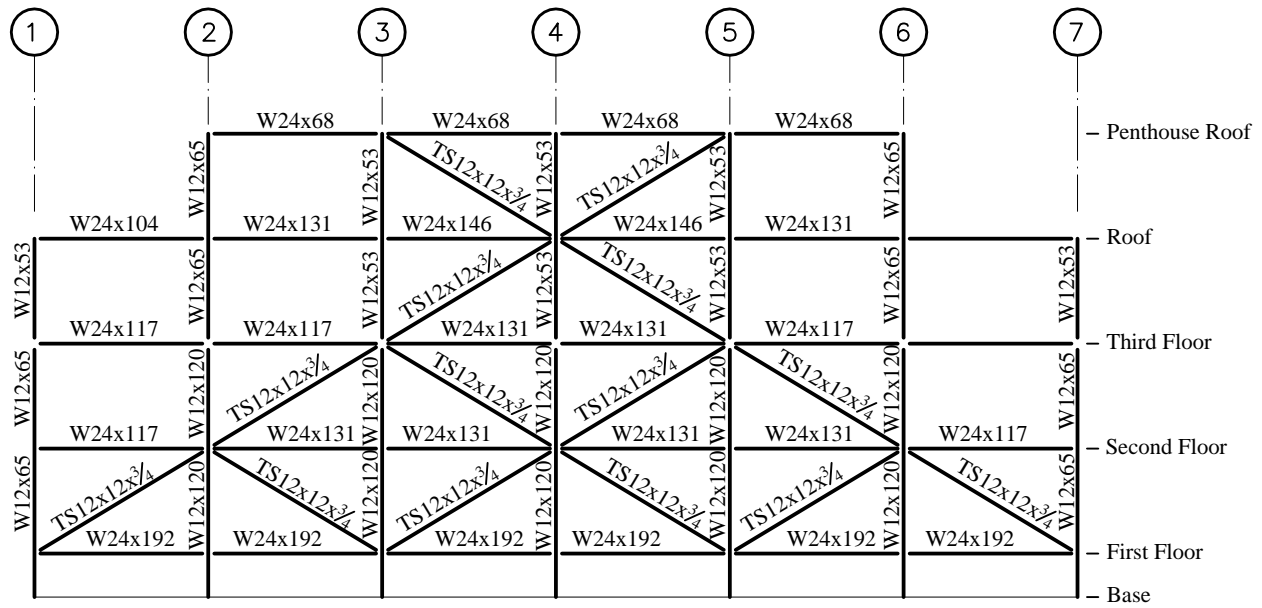 1 2 3 4 5 6 7
W24x68 W24x68 W24x68 W24x68
Penthouse Roof
W12x65 W12x53 TS12x12x3/4 W12x53 TS12x12x3/4 W12x53 W12x65
W24x104 W24x131 W24x146 W24x146 W24x131
Roof
W12x53 W12x65 W12x53 TS12x12x3/4 W12x53 TS12x12x3/4 W12x53 W12x65 W12x53
W24x117 W24x117 W24x131 W24x131 W24x117
Third Floor
W12x65 W12x120 TS12x12x3/4 W12x120 TS12x12x3/4 W12x120 TS12x12x3/4 W12x120 TS12x12x3/4 W12x120 W12x65
W24x117 W24x131 W24x131 W24x131 W24x131 W24x117
Second Floor
W12x65 TS12x12x3/4 W12x120 TS12x12x3/4 W12x120 TS12x12x3/4 W12x120 TS12x12x3/4 W12x120 TS12x12x3/4 W12x120 TS12x12x3/4 W12x65
W24x192 W24x192 W24x192 W24x192 W24x192 W24x192
First Floor
Base